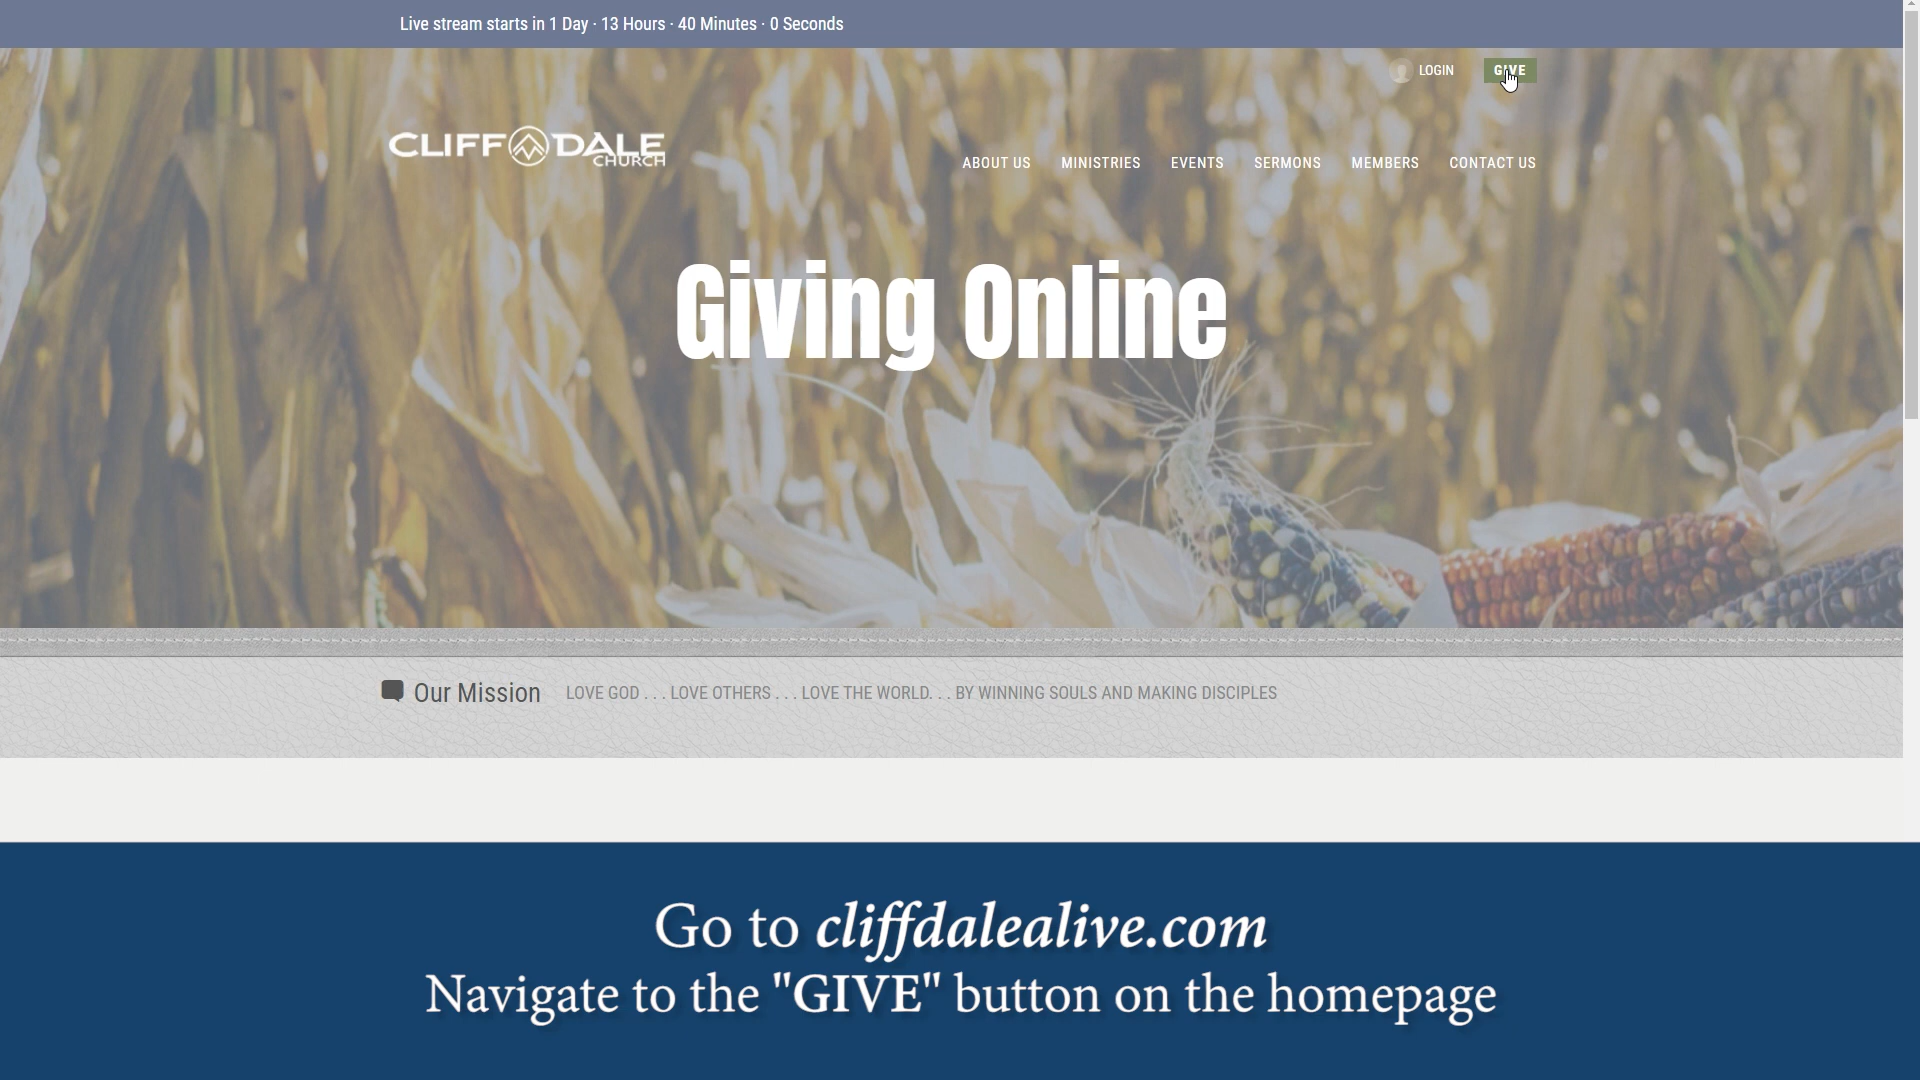 Live stream starts in 1 Day · 13 Hours · 40 Minutes · 0 Seconds
LOGIN
GIVE
CLIFFDALE
CHURCH
ABOUT US MINISTRIES EVENTS SERMONS MEMBERS CONTACT US
Giving Online
Our Mission LOVE GOD . . . LOVE OTHERS . . . LOVE THE WORLD. . . BY WINNING SOULS AND MAKING DISCIPLES
Go to cliffdalealive.com
Navigate to the "GIVE" button on the homepage